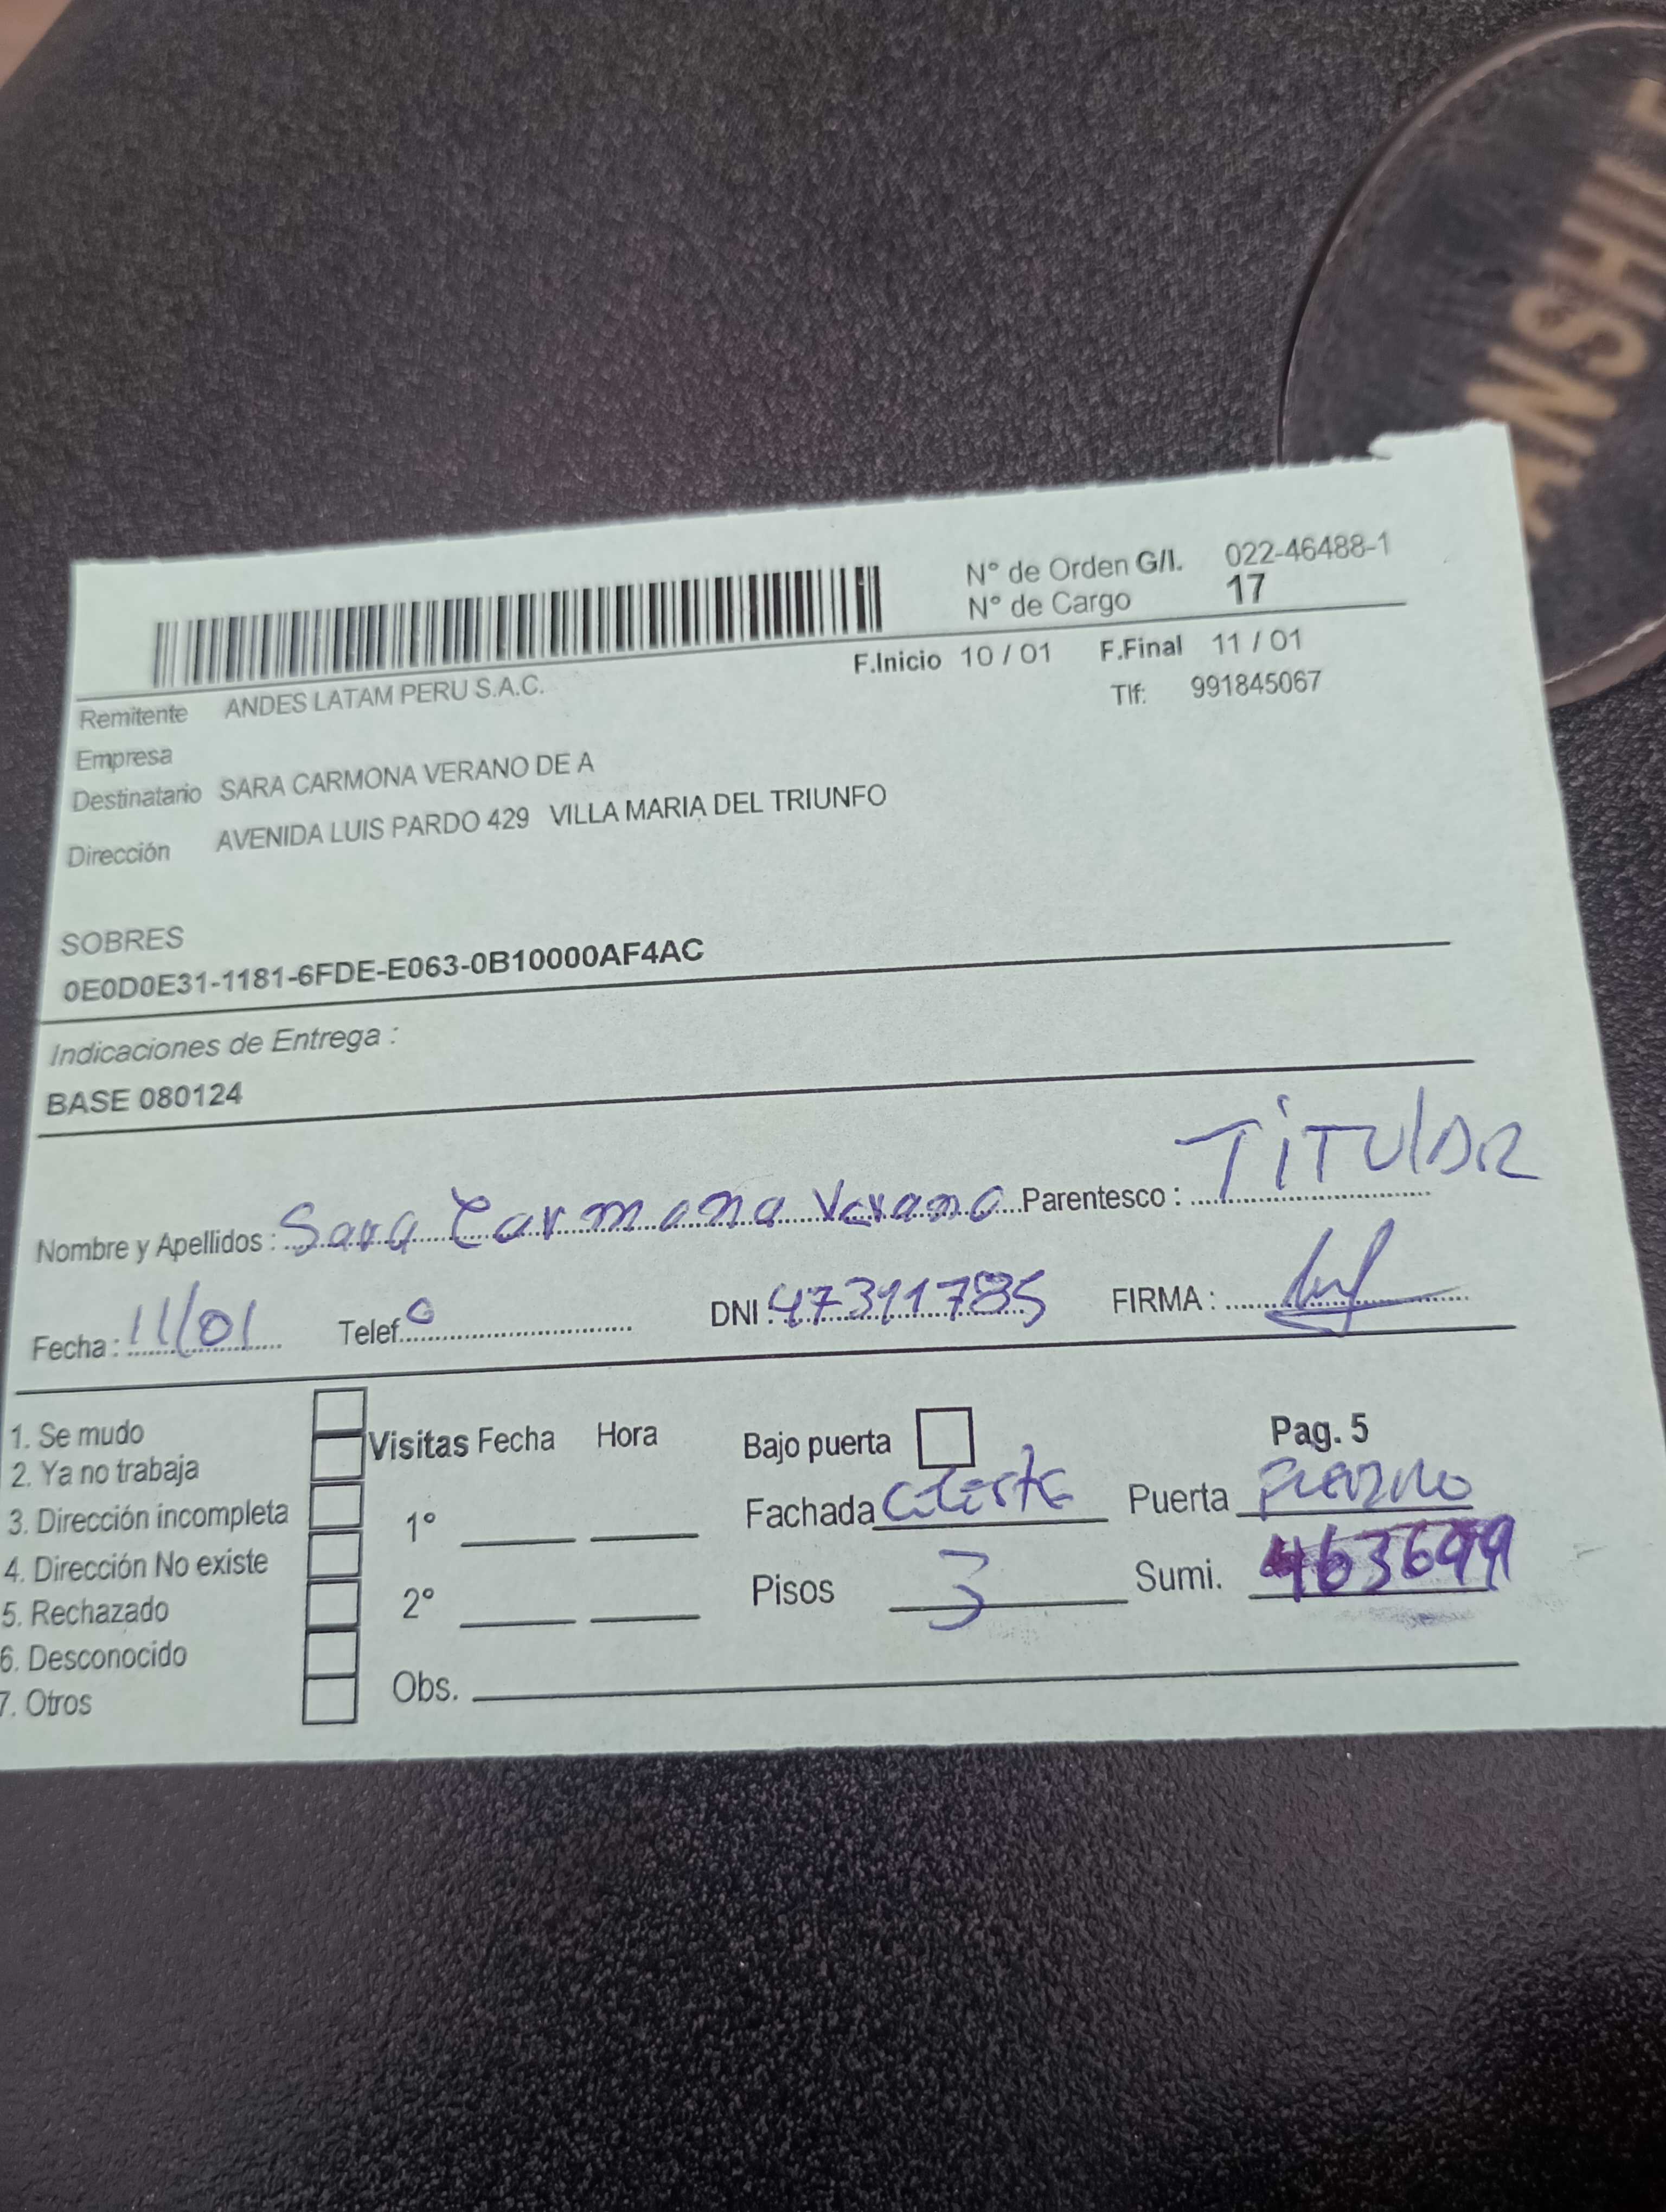 ANSHIE
N° de Orden G/I. 022-46488-1
N° de Cargo 17
F.Inicio 10 / 01 F.Final 11 / 01
Remitente ANDES LATAM PERU S.A.C. Tlf: 991845067
Empresa
Destinatario SARA CARMONA VERANO DE A
Dirección AVENIDA LUIS PARDO 429 VILLA MARIA DEL TRIUNFO
SOBRES
0E0D0E31-1181-6FDE-E063-0B10000AF4AC
Indicaciones de Entrega :
BASE 080124
Nombre y Apellidos : Sara Carmona Verano Parentesco : TITULAR
Fecha : 11/01 Telef. DNI : 47311785 FIRMA :
1. Se mudo
2. Ya no trabaja
3. Dirección incompleta
4. Dirección No existe
5. Rechazado
6. Desconocido
7. Otros
Visitas Fecha Hora
1°
2°
Obs.
Bajo puerta Pag. 5
Fachada celeste Puerta
Pisos 3 Sumi. 463699